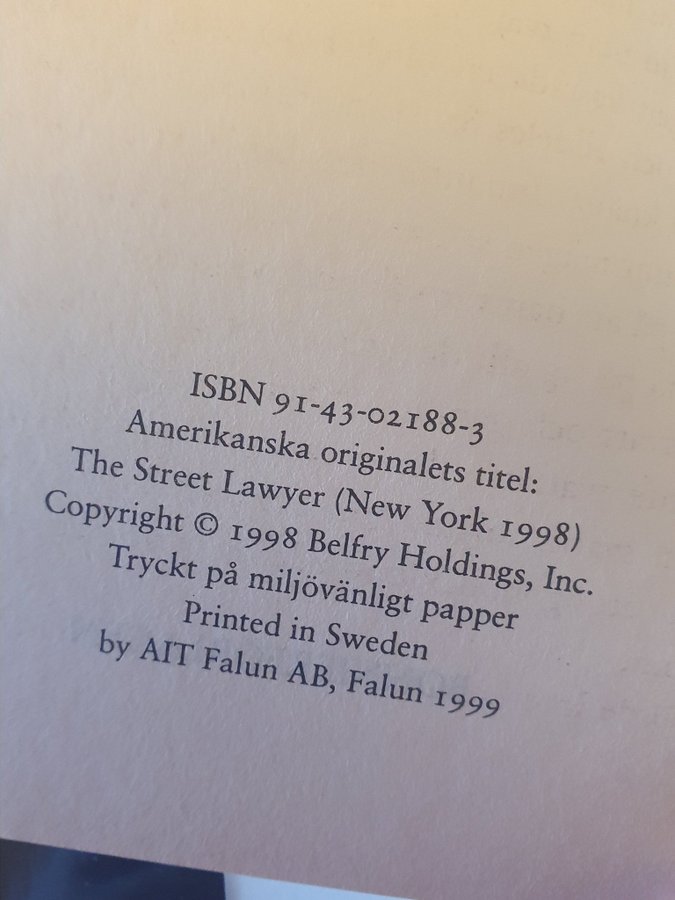 ISBN 91-43-02188-3
Amerikanska originalets titel:
The Street Lawyer (New York 1998)
Copyright © 1998 Belfry Holdings, Inc.
Tryckt på miljövänligt papper
Printed in Sweden
by AIT Falun AB, Falun 1999